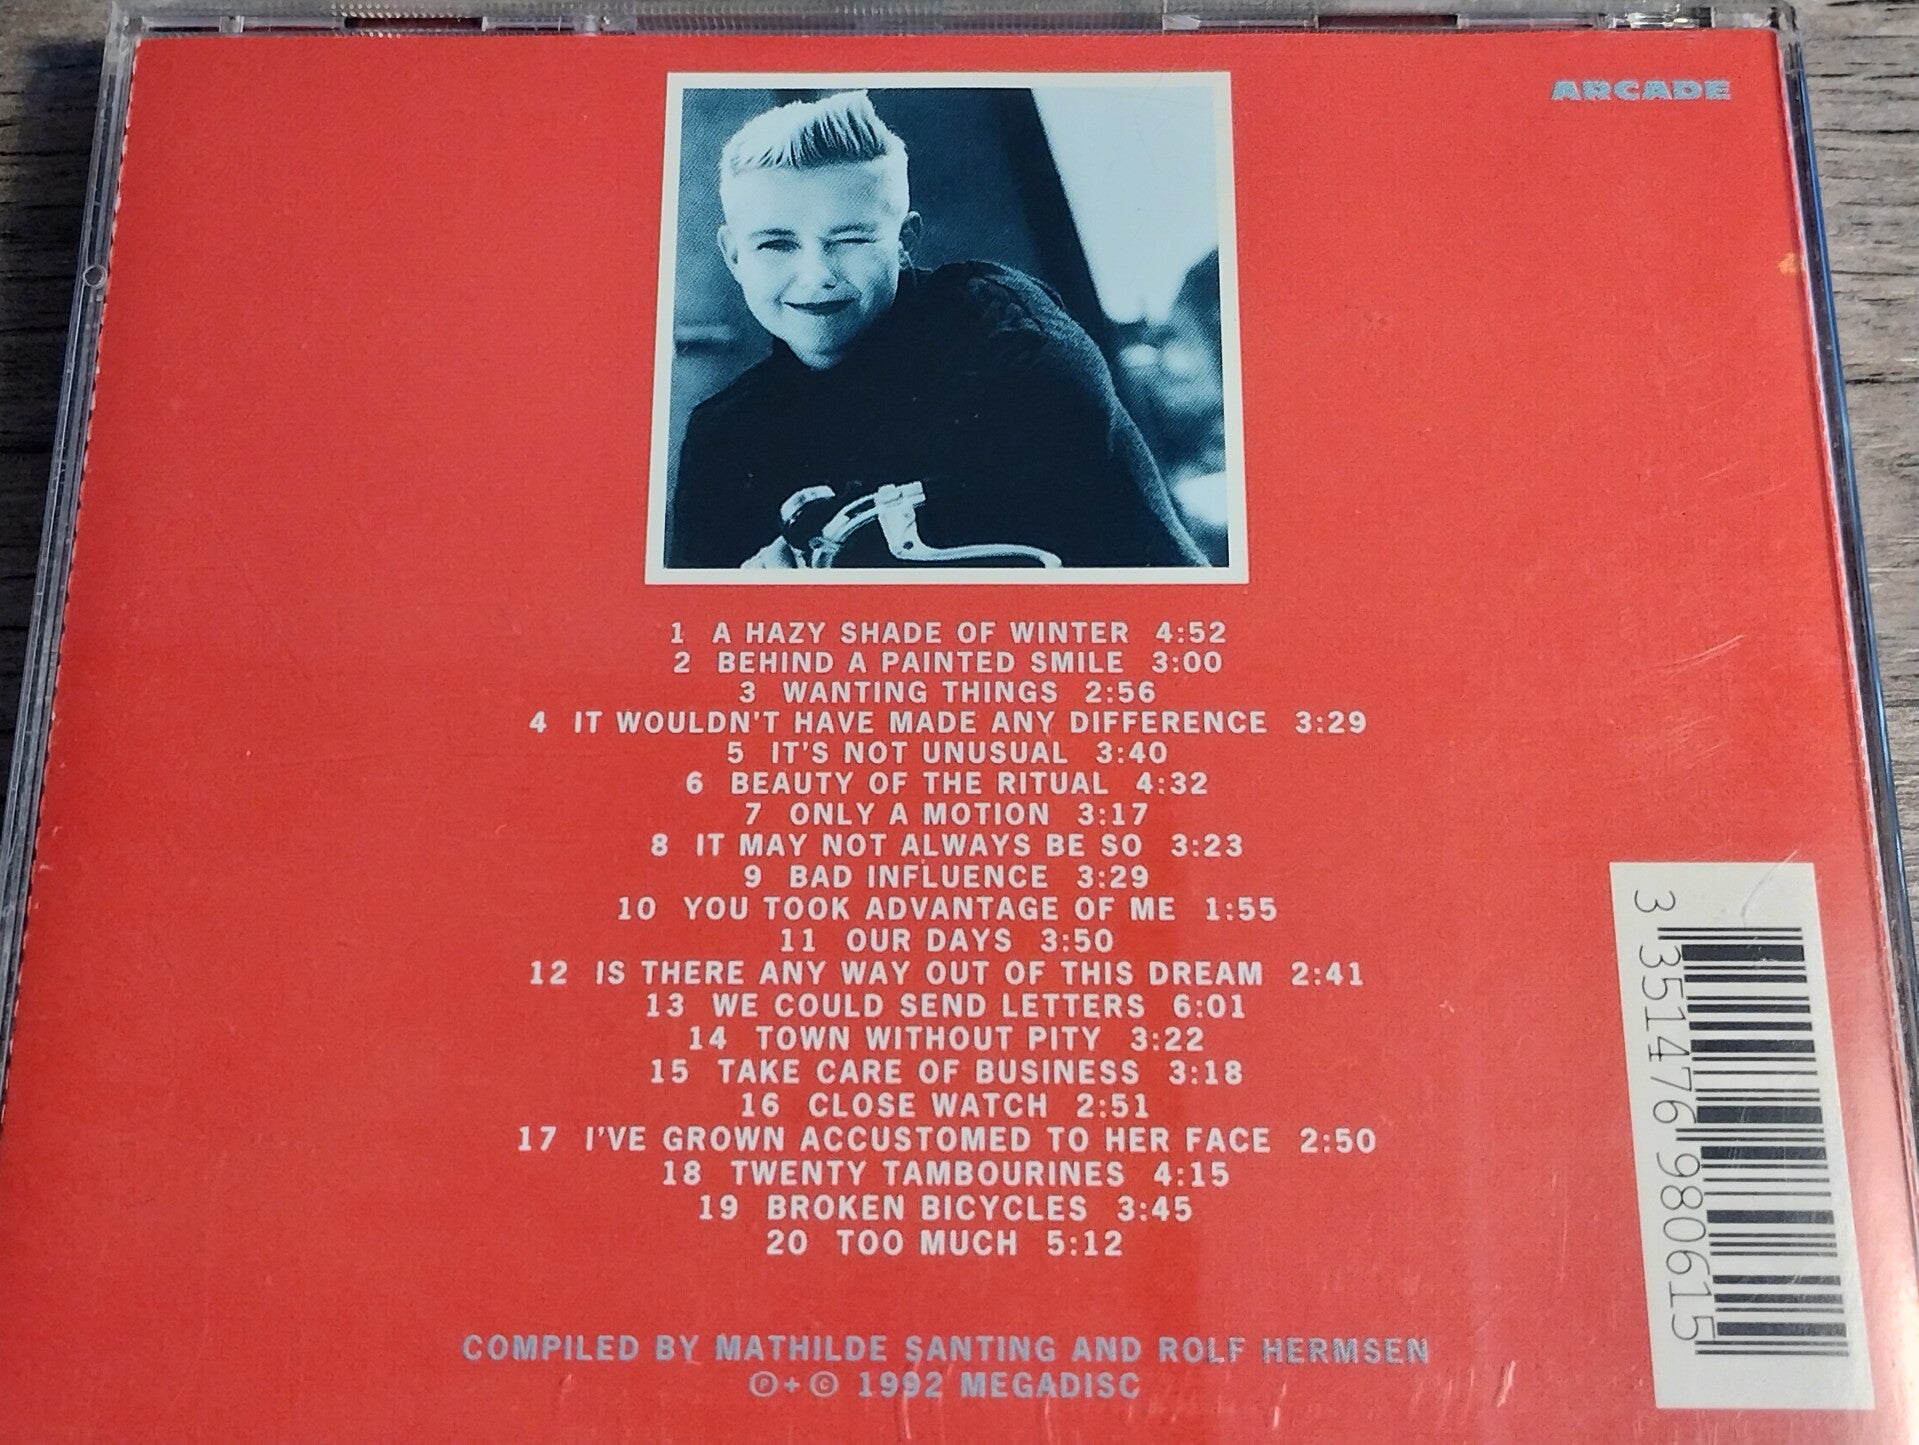 ARCADE
1 A HAZY SHADE OF WINTER 4:52
2 BEHIND A PAINTED SMILE 3:00
3 WANTING THINGS 2:56
4 IT WOULDN'T HAVE MADE ANY DIFFERENCE 3:29
5 IT'S NOT UNUSUAL 3:40
6 BEAUTY OF THE RITUAL 4:32
7 ONLY A MOTION 3:17
8 IT MAY NOT ALWAYS BE SO 3:23
9 BAD INFLUENCE 3:29
10 YOU TOOK ADVANTAGE OF ME 1:55
11 OUR DAYS 3:50
12 IS THERE ANY WAY OUT OF THIS DREAM 2:41
13 WE COULD SEND LETTERS 6:01
14 TOWN WITHOUT PITY 3:22
15 TAKE CARE OF BUSINESS 3:18
16 CLOSE WATCH 2:51
17 I'VE GROWN ACCUSTOMED TO HER FACE 2:50
18 TWENTY TAMBOURINES 4:15
19 BROKEN BICYCLES 3:45
20 TOO MUCH 5:12
COMPILED BY MATHILDE SANTING AND ROLF HERMSEN
℗+© 1992 MEGADISC
3 351476 980615